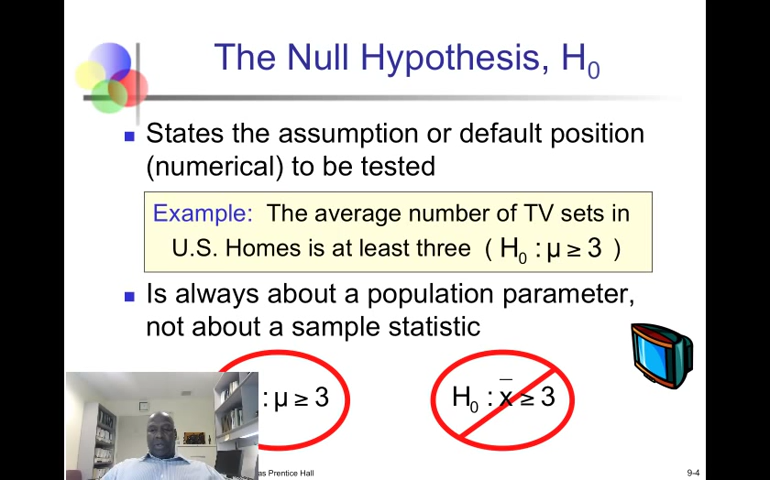 The Null Hypothesis, H₀
States the assumption or default position
(numerical) to be tested
Example: The average number of TV sets in
U.S. Homes is at least three ( H₀ : μ ≥ 3 )
Is always about a population parameter,
not about a sample statistic
: μ ≥ 3 H₀ : x̄ ≥ 3
as Prentice Hall 9-4